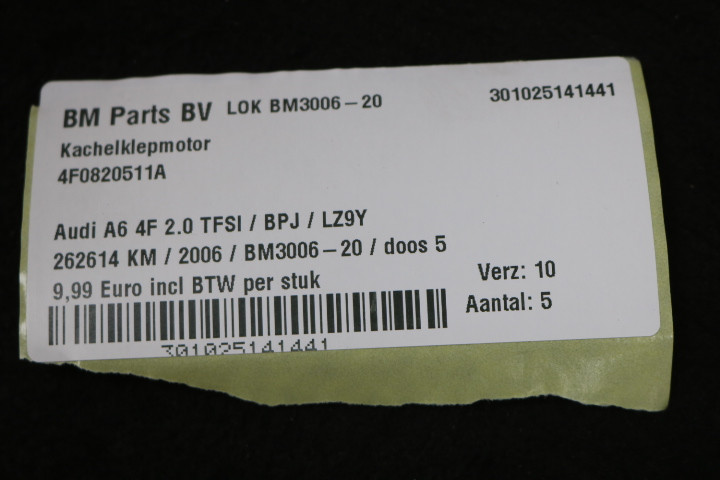 BM Parts BV LOK BM3006-20 301025141441
Kachelklepmotor
4F0820511A
Audi A6 4F 2.0 TFSI / BPJ / LZ9Y
262614 KM / 2006 / BM3006-20 / doos 5
9,99 Euro incl BTW per stuk
Verz: 10
Aantal: 5
301025141441